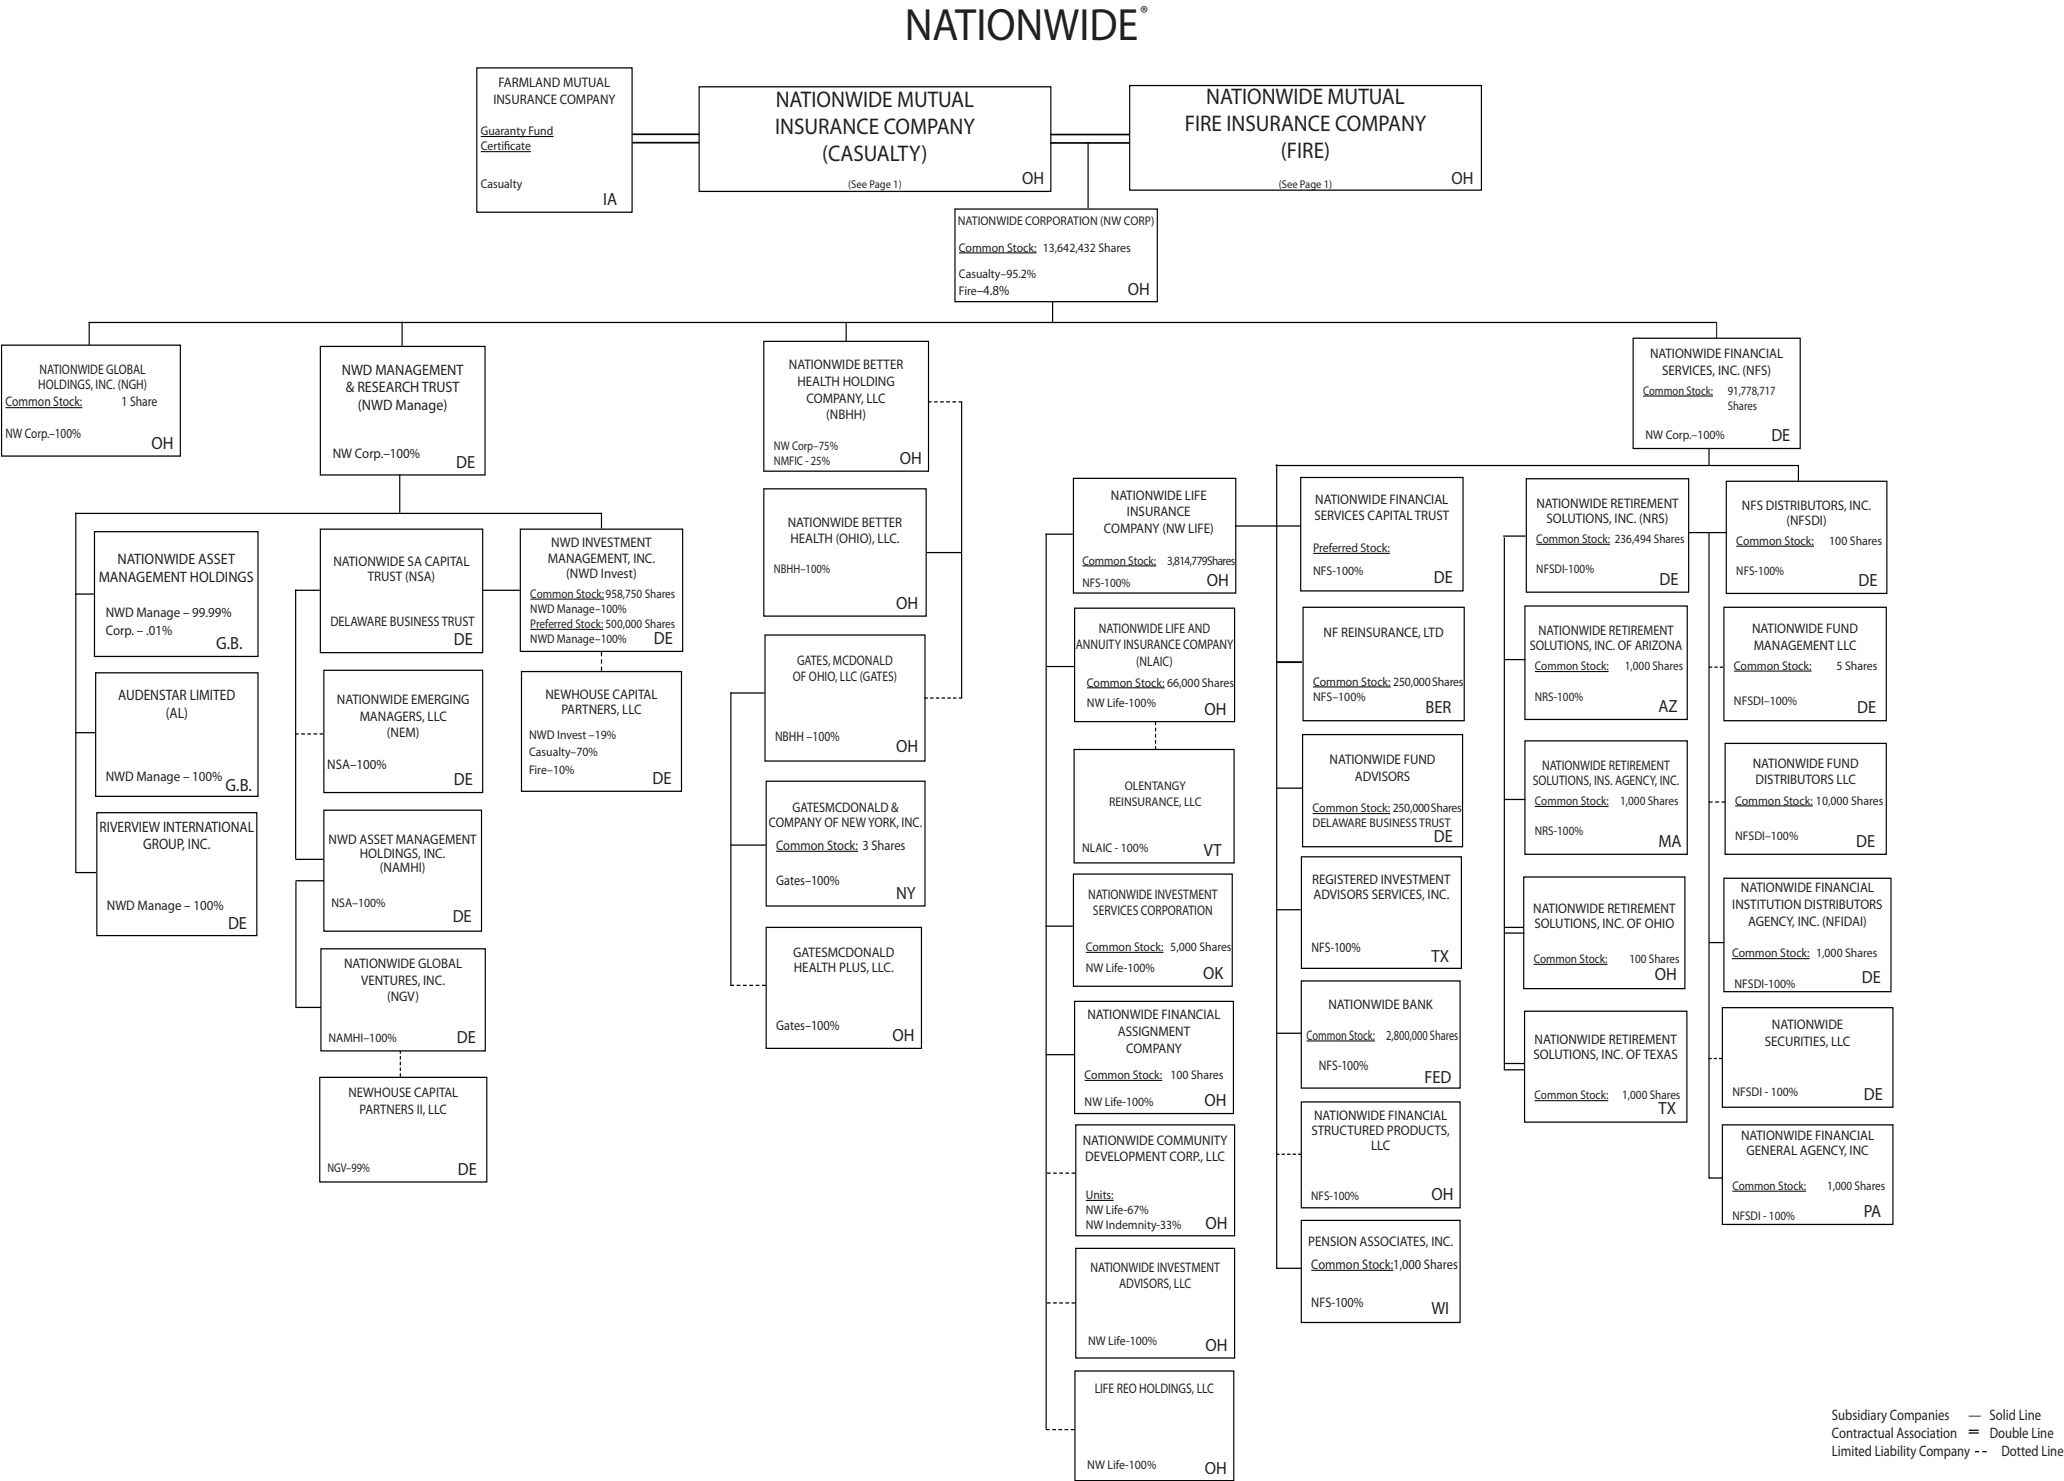 NATIONWIDE®
FARMLAND MUTUAL
INSURANCE COMPANY
Guaranty Fund
Certificate
Casualty
IA
NATIONWIDE MUTUAL
INSURANCE COMPANY
(CASUALTY)
(See Page 1)
OH
NATIONWIDE MUTUAL
FIRE INSURANCE COMPANY
(FIRE)
(See Page 1)
OH
NATIONWIDE CORPORATION (NW CORP)
Common Stock: 13,642,432 Shares
Casualty–95.2%
Fire–4.8%
OH
NATIONWIDE GLOBAL
HOLDINGS, INC. (NGH)
Common Stock: 1 Share
NW Corp.–100%
OH
NWD MANAGEMENT
& RESEARCH TRUST
(NWD Manage)
NW Corp.–100%
DE
NATIONWIDE BETTER
HEALTH HOLDING
COMPANY, LLC
(NBHH)
NW Corp–75%
NMFIC - 25%
OH
NATIONWIDE FINANCIAL
SERVICES, INC. (NFS)
Common Stock: 91,778,717
Shares
NW Corp.–100%
DE
NATIONWIDE ASSET
MANAGEMENT HOLDINGS
NWD Manage – 99.99%
Corp. – .01%
G.B.
AUDENSTAR LIMITED
(AL)
NWD Manage – 100%
G.B.
RIVERVIEW INTERNATIONAL
GROUP, INC.
NWD Manage – 100%
DE
NATIONWIDE SA CAPITAL
TRUST (NSA)
DELAWARE BUSINESS TRUST
DE
NATIONWIDE EMERGING
MANAGERS, LLC
(NEM)
NSA–100%
DE
NWD ASSET MANAGEMENT
HOLDINGS, INC.
(NAMHI)
NSA–100%
DE
NATIONWIDE GLOBAL
VENTURES, INC.
(NGV)
NAMHI–100%
DE
NEWHOUSE CAPITAL
PARTNERS II, LLC
NGV–99%
DE
NWD INVESTMENT
MANAGEMENT, INC.
(NWD Invest)
Common Stock: 958,750 Shares
NWD Manage–100%
Preferred Stock: 500,000 Shares
NWD Manage–100%
DE
NEWHOUSE CAPITAL
PARTNERS, LLC
NWD Invest –19%
Casualty–70%
Fire–10%
DE
NATIONWIDE BETTER
HEALTH (OHIO), LLC.
NBHH–100%
OH
GATES, MCDONALD
OF OHIO, LLC (GATES)
NBHH –100%
OH
GATESMCDONALD &
COMPANY OF NEW YORK, INC.
Common Stock: 3 Shares
Gates–100%
NY
GATESMCDONALD
HEALTH PLUS, LLC.
Gates–100%
OH
NATIONWIDE LIFE
INSURANCE
COMPANY (NW LIFE)
Common Stock: 3,814,779Shares
NFS-100%
OH
NATIONWIDE LIFE AND
ANNUITY INSURANCE COMPANY
(NLAIC)
Common Stock: 66,000 Shares
NW Life-100%
OH
OLENTANGY
REINSURANCE, LLC
NLAIC - 100%
VT
NATIONWIDE INVESTMENT
SERVICES CORPORATION
Common Stock: 5,000 Shares
NW Life-100%
OK
NATIONWIDE FINANCIAL
ASSIGNMENT
COMPANY
Common Stock: 100 Shares
NW Life-100%
OH
NATIONWIDE COMMUNITY
DEVELOPMENT CORP., LLC
Units:
NW Life-67%
NW Indemnity-33%
OH
NATIONWIDE INVESTMENT
ADVISORS, LLC
NW Life-100%
OH
LIFE REO HOLDINGS, LLC
NW Life-100%
OH
NATIONWIDE FINANCIAL
SERVICES CAPITAL TRUST
Preferred Stock:
NFS-100%
DE
NF REINSURANCE, LTD
Common Stock: 250,000 Shares
NFS–100%
BER
NATIONWIDE FUND
ADVISORS
Common Stock: 250,000 Shares
DELAWARE BUSINESS TRUST
DE
REGISTERED INVESTMENT
ADVISORS SERVICES, INC.
NFS-100%
TX
NATIONWIDE BANK
Common Stock: 2,800,000 Shares
NFS-100%
FED
NATIONWIDE FINANCIAL
STRUCTURED PRODUCTS,
LLC
NFS-100%
OH
PENSION ASSOCIATES, INC.
Common Stock:1,000 Shares
NFS-100%
WI
NATIONWIDE RETIREMENT
SOLUTIONS, INC. (NRS)
Common Stock: 236,494 Shares
NFSDI-100%
DE
NATIONWIDE RETIREMENT
SOLUTIONS, INC. OF ARIZONA
Common Stock: 1,000 Shares
NRS-100%
AZ
NATIONWIDE RETIREMENT
SOLUTIONS, INS. AGENCY, INC.
Common Stock: 1,000 Shares
NRS-100%
MA
NATIONWIDE RETIREMENT
SOLUTIONS, INC. OF OHIO
Common Stock: 100 Shares
OH
NATIONWIDE RETIREMENT
SOLUTIONS, INC. OF TEXAS
Common Stock: 1,000 Shares
TX
NFS DISTRIBUTORS, INC.
(NFSDI)
Common Stock: 100 Shares
NFS-100%
DE
NATIONWIDE FUND
MANAGEMENT LLC
Common Stock: 5 Shares
NFSDI–100%
DE
NATIONWIDE FUND
DISTRIBUTORS LLC
Common Stock: 10,000 Shares
NFSDI–100%
DE
NATIONWIDE FINANCIAL
INSTITUTION DISTRIBUTORS
AGENCY, INC. (NFIDAI)
Common Stock: 1,000 Shares
NFSDI-100%
DE
NATIONWIDE
SECURITIES, LLC
NFSDI - 100%
DE
NATIONWIDE FINANCIAL
GENERAL AGENCY, INC
Common Stock: 1,000 Shares
NFSDI - 100%
PA
Subsidiary Companies — Solid Line
Contractual Association = Double Line
Limited Liability Company -- Dotted Line